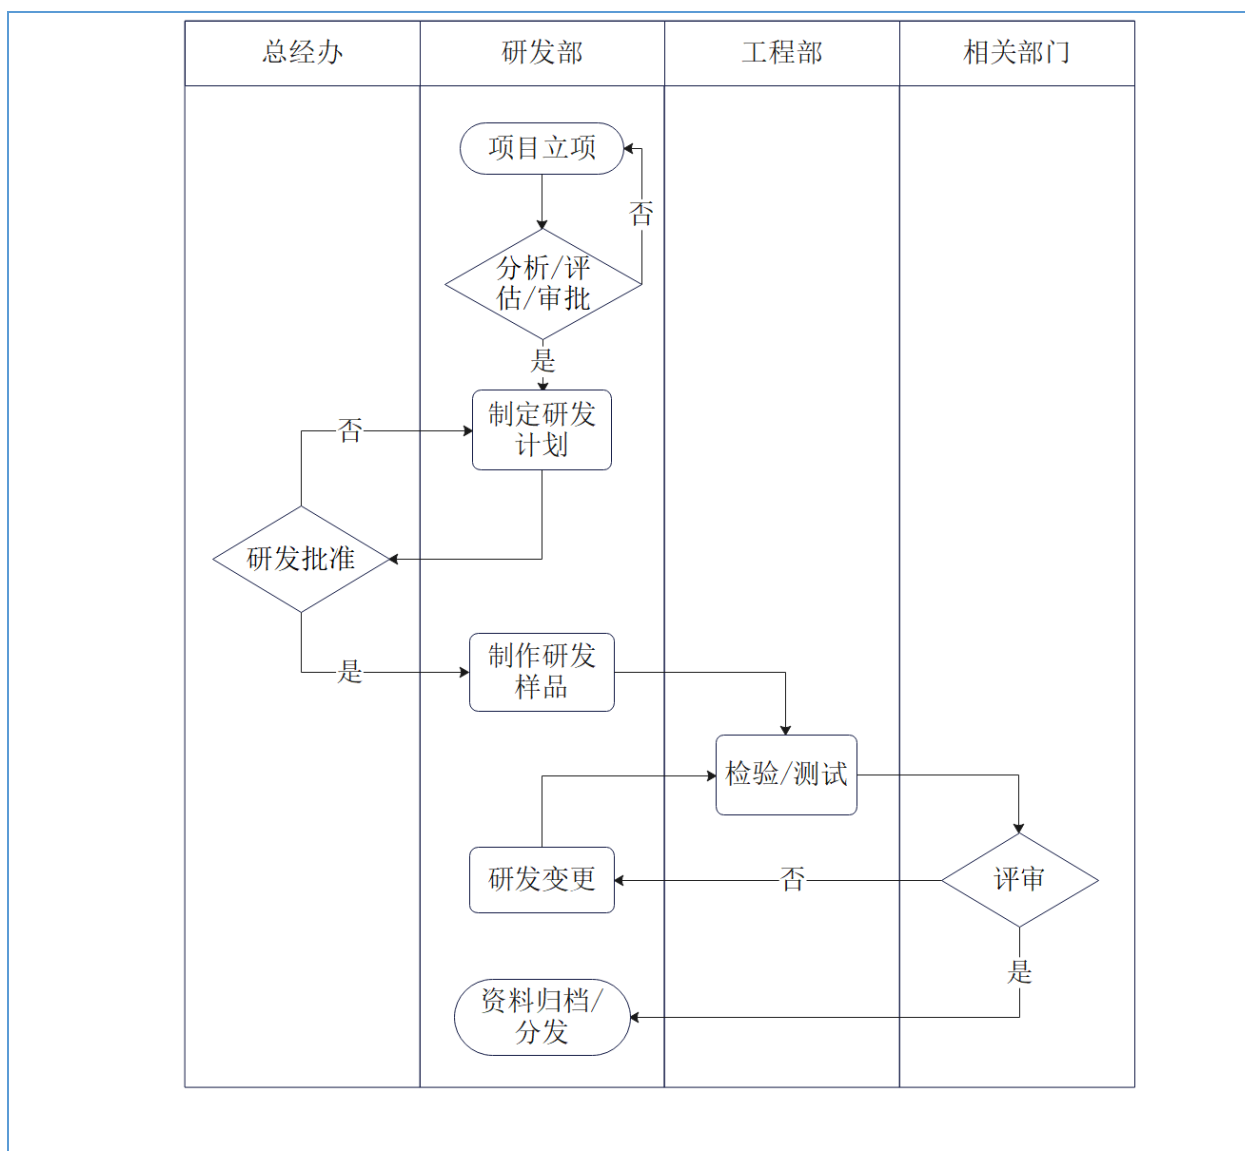 总经办
研发部
工程部
相关部门
项目立项
否
分析/评
估/审批
是
制定研发
计划
否
研发批准
是
制作研发
样品
检验/测试
研发变更
否
评审
是
资料归档/
分发